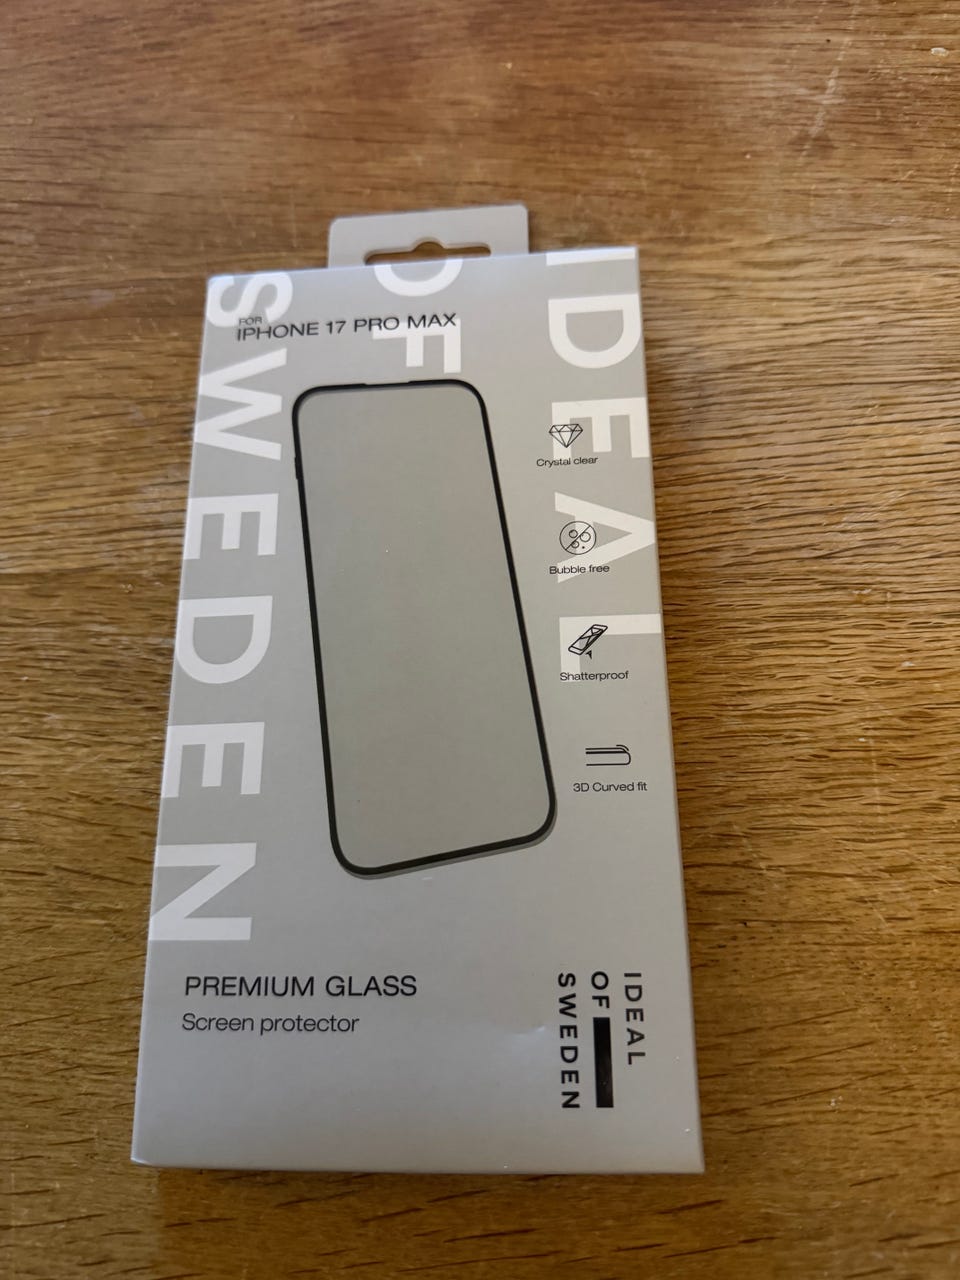 IDEAL
OF
SWEDEN
FOR
IPHONE 17 PRO MAX
Crystal clear
Bubble free
Shatterproof
3D Curved fit
PREMIUM GLASS
Screen protector
IDEAL
OF
SWEDEN